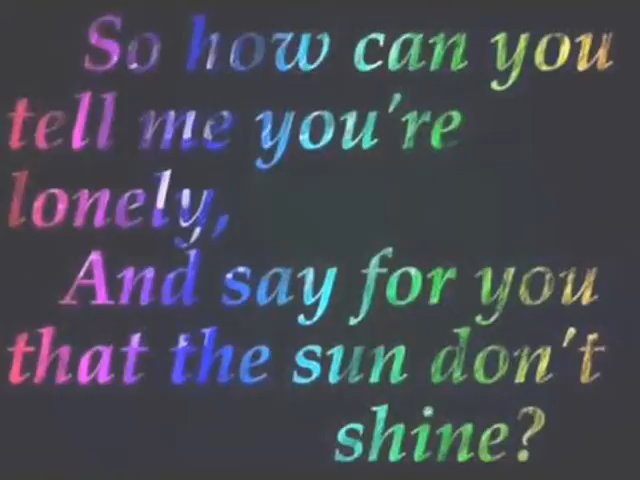 So how can you
tell me you're
lonely,
And say for you
that the sun don't
shine?